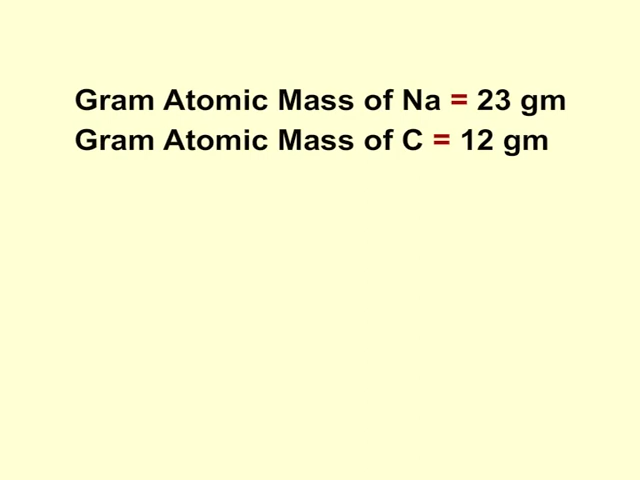 Gram Atomic Mass of Na = 23 gm
Gram Atomic Mass of C = 12 gm